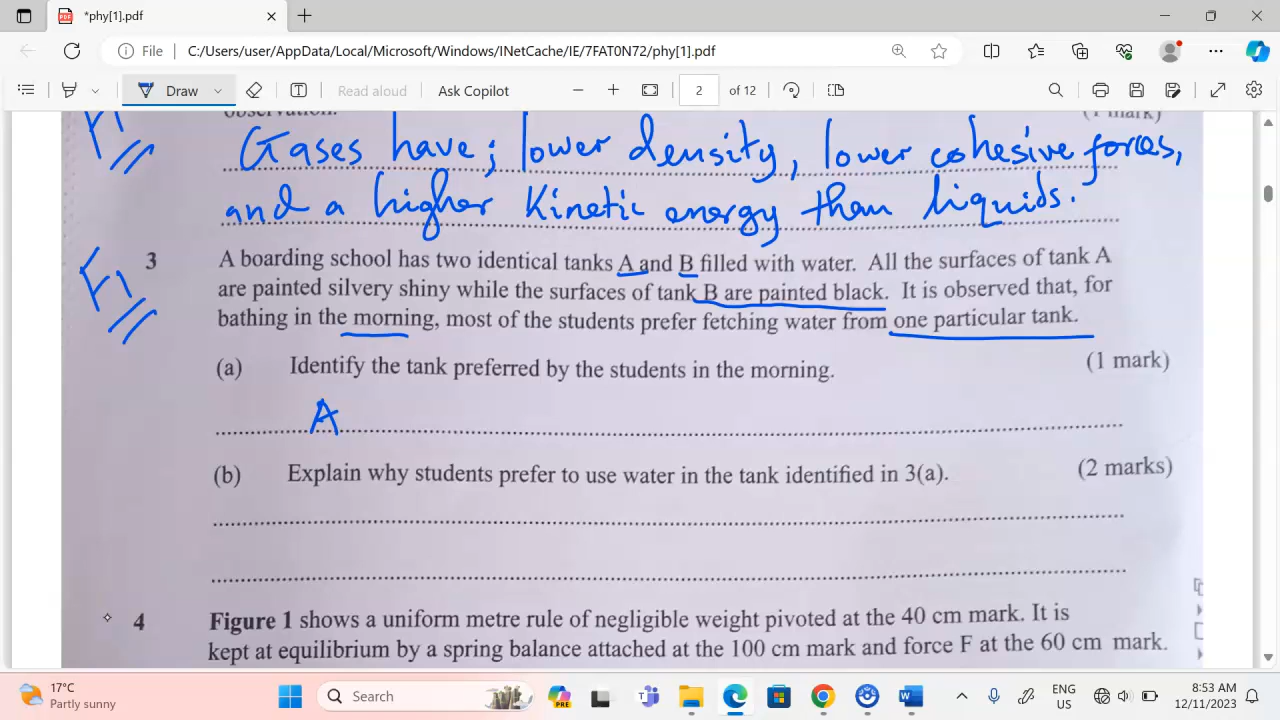 *phy[1].pdf
File C:/Users/user/AppData/Local/Microsoft/Windows/INetCache/IE/7FAT0N72/phy[1].pdf
Draw Read aloud Ask Copilot 2 of 12
observation. (1 mark)
F1 Gases have; lower density, lower cohesive forces,
and a higher kinetic energy than liquids.
F1
3 A boarding school has two identical tanks A and B filled with water. All the surfaces of tank A
are painted silvery shiny while the surfaces of tank B are painted black. It is observed that, for
bathing in the morning, most of the students prefer fetching water from one particular tank.
(a) Identify the tank preferred by the students in the morning. (1 mark)
A
(b) Explain why students prefer to use water in the tank identified in 3(a). (2 marks)
4 Figure 1 shows a uniform metre rule of negligible weight pivoted at the 40 cm mark. It is
kept at equilibrium by a spring balance attached at the 100 cm mark and force F at the 60 cm mark.
17°C
Partly sunny
Search
PRE
ENG
US
8:53 AM
12/11/2023